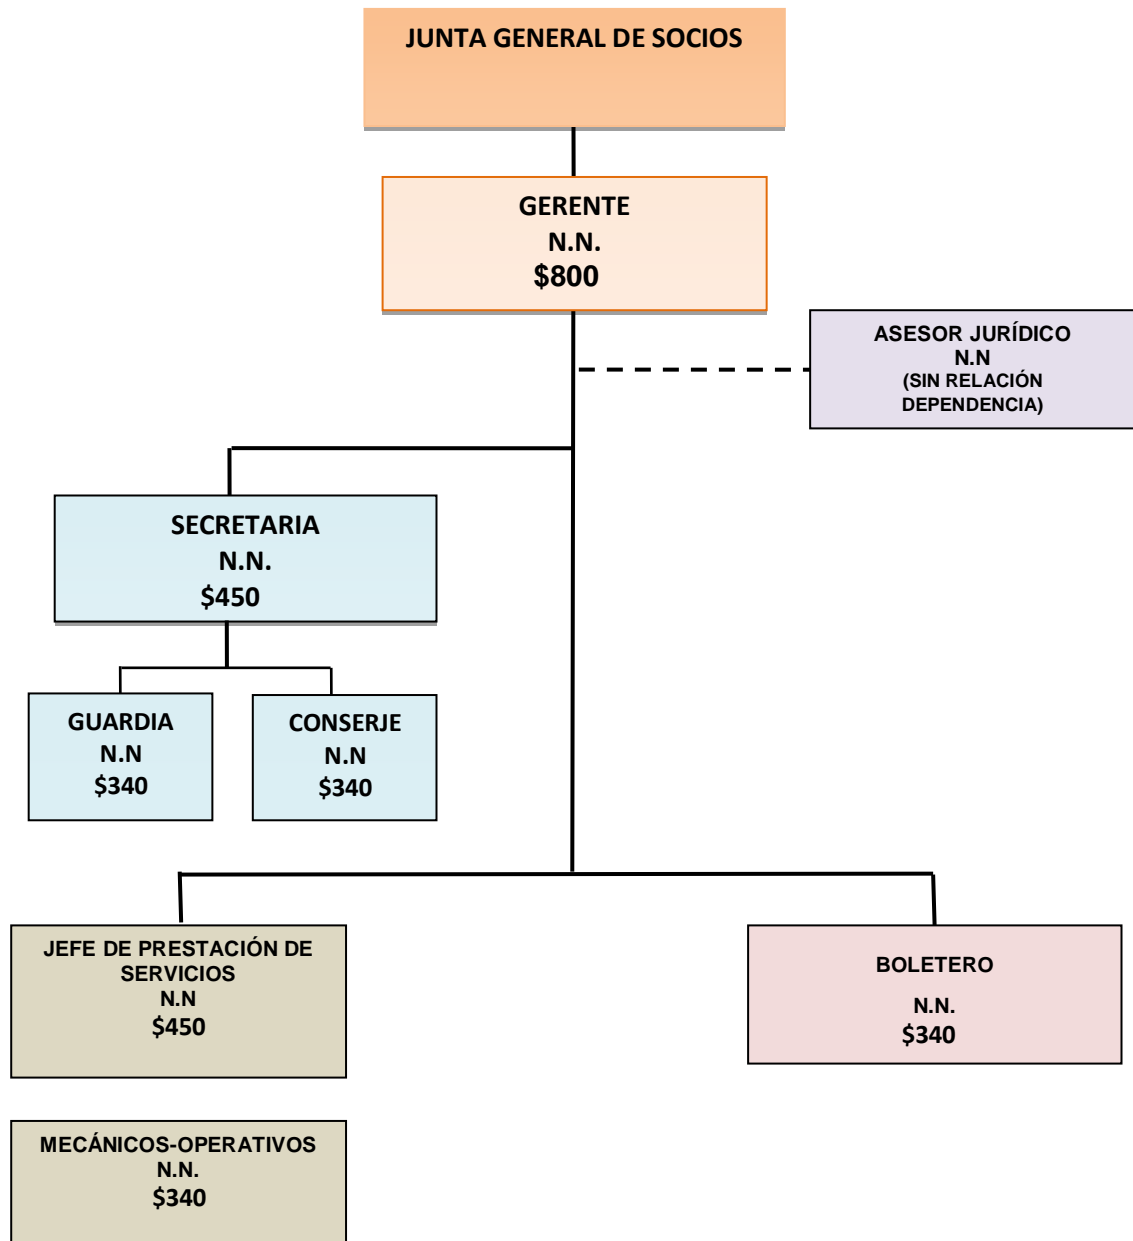 JUNTA GENERAL DE SOCIOS
GERENTE
N.N.
$800
ASESOR JURÍDICO
N.N
(SIN RELACIÓN
DEPENDENCIA)
SECRETARIA
N.N.
$450
GUARDIA
N.N
$340
CONSERJE
N.N
$340
JEFE DE PRESTACIÓN DE
SERVICIOS
N.N
$450
BOLETERO
N.N.
$340
MECÁNICOS-OPERATIVOS
N.N.
$340